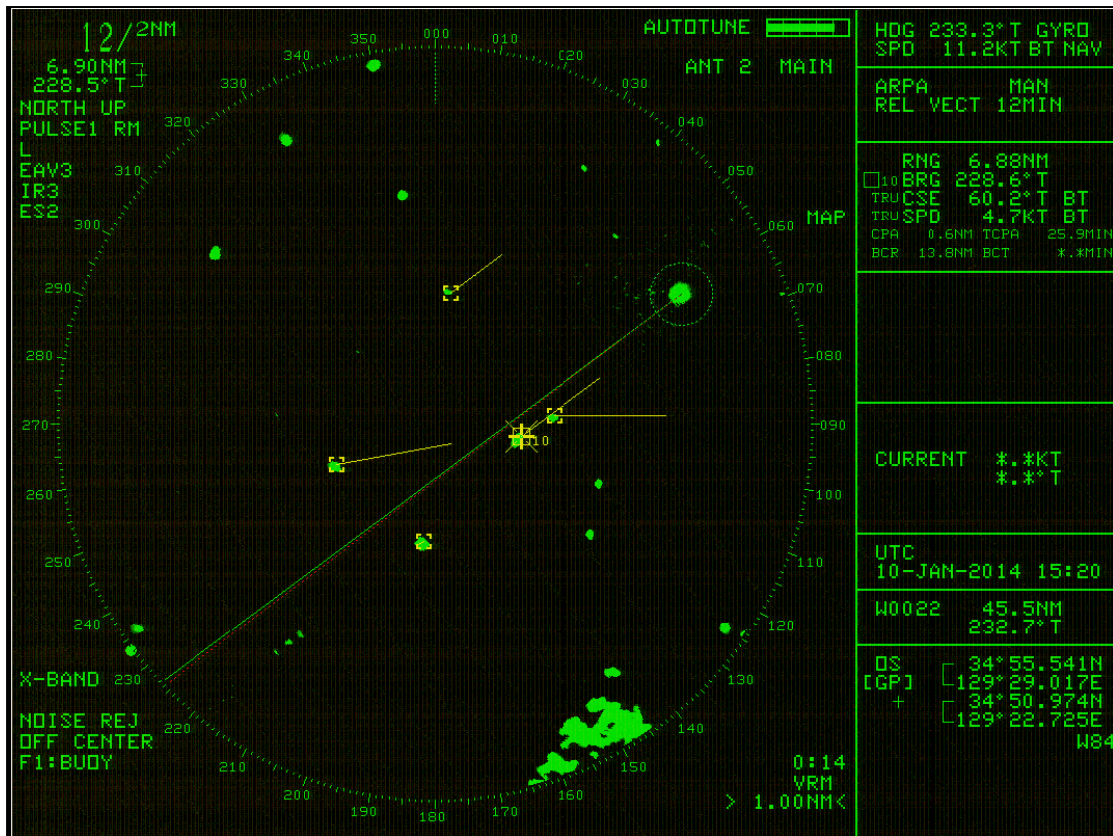 12/2NM
6.90NM
228.5°T
NORTH UP
PULSE1 RM
L
EAV3
IR3
ES2
AUTOTUNE
ANT 2 MAIN
MAP
000
010
020
030
040
050
060
070
080
090
100
110
120
130
140
150
160
170
180
190
200
210
220
230
240
250
260
270
280
290
300
310
320
330
340
350
10
X-BAND
NOISE REJ
OFF CENTER
F1:BUOY
0:14
VRM
> 1.00NM<
HDG 233.3°T GYRO
SPD 11.2KT BT NAV
ARPA MAN
REL VECT 12MIN
RNG 6.88NM
10 BRG 228.6°T
TRU CSE 60.2°T BT
TRU SPD 4.7KT BT
CPA 0.6NM TCPA 25.9MIN
BCR 13.8NM BCT *.*MIN
CURRENT *.*KT
*.*°T
UTC
10-JAN-2014 15:20
W0022 45.5NM
232.7°T
OS 34°55.541N
[GP] 129°29.017E
+ 34°50.974N
129°22.725E
W84